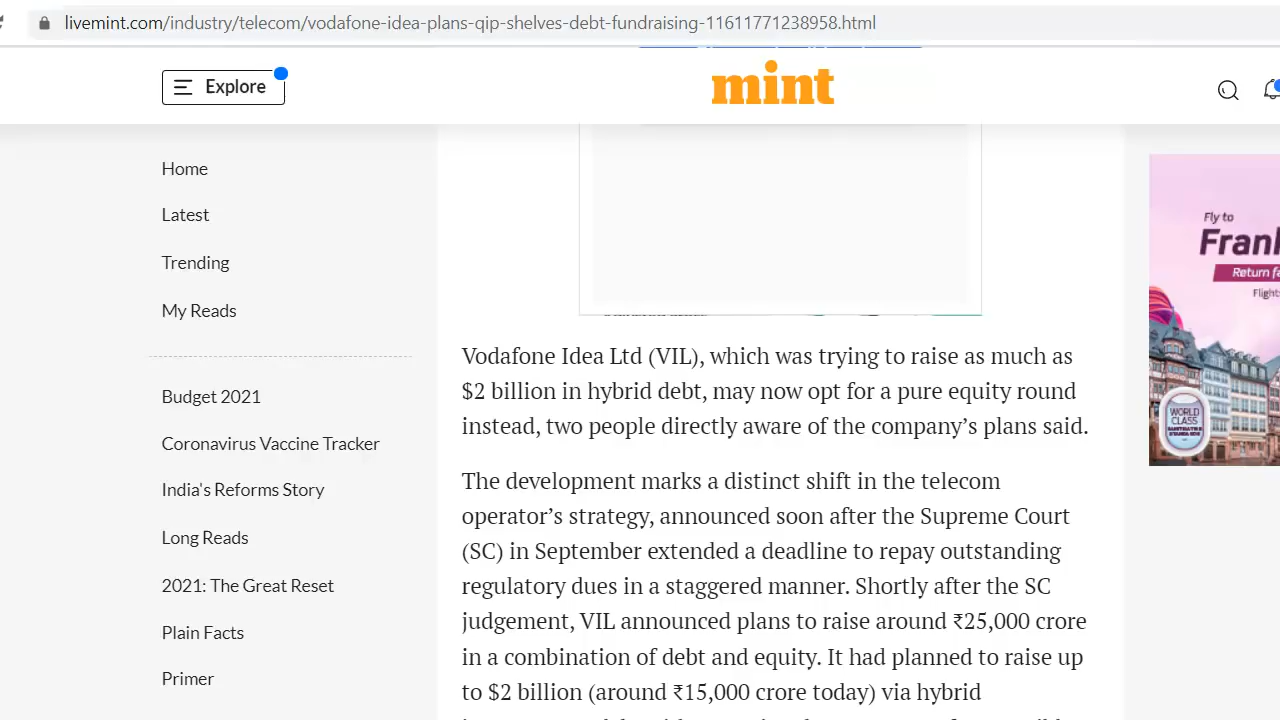 livemint.com/industry/telecom/vodafone-idea-plans-qip-shelves-debt-fundraising-11611771238958.html
Explore
mint
Home
Latest
Trending
My Reads
Budget 2021
Coronavirus Vaccine Tracker
India's Reforms Story
Long Reads
2021: The Great Reset
Plain Facts
Primer
Vodafone Idea Ltd (VIL), which was trying to raise as much as
$2 billion in hybrid debt, may now opt for a pure equity round
instead, two people directly aware of the company’s plans said.
The development marks a distinct shift in the telecom
operator’s strategy, announced soon after the Supreme Court
(SC) in September extended a deadline to repay outstanding
regulatory dues in a staggered manner. Shortly after the SC
judgement, VIL announced plans to raise around ₹25,000 crore
in a combination of debt and equity. It had planned to raise up
to $2 billion (around ₹15,000 crore today) via hybrid
Fly to
Frank
Return fa
Flight
WORLD
CLASS